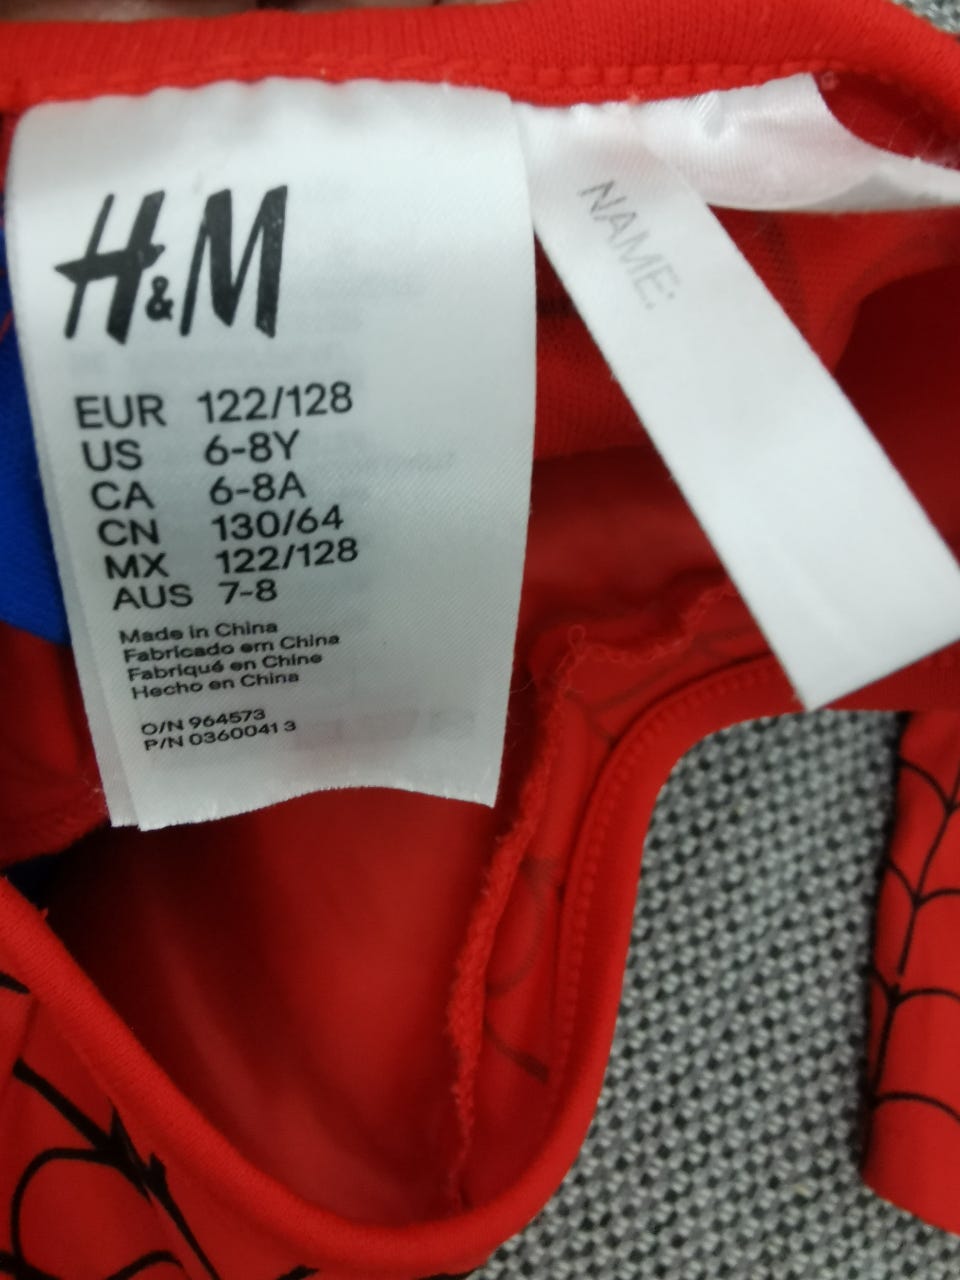 H&M
EUR 122/128
US 6-8Y
CA 6-8A
CN 130/64
MX 122/128
AUS 7-8
Made in China
Fabricado em China
Fabriqué en Chine
Hecho en China
O/N 964573
P/N 03600413
NAME: